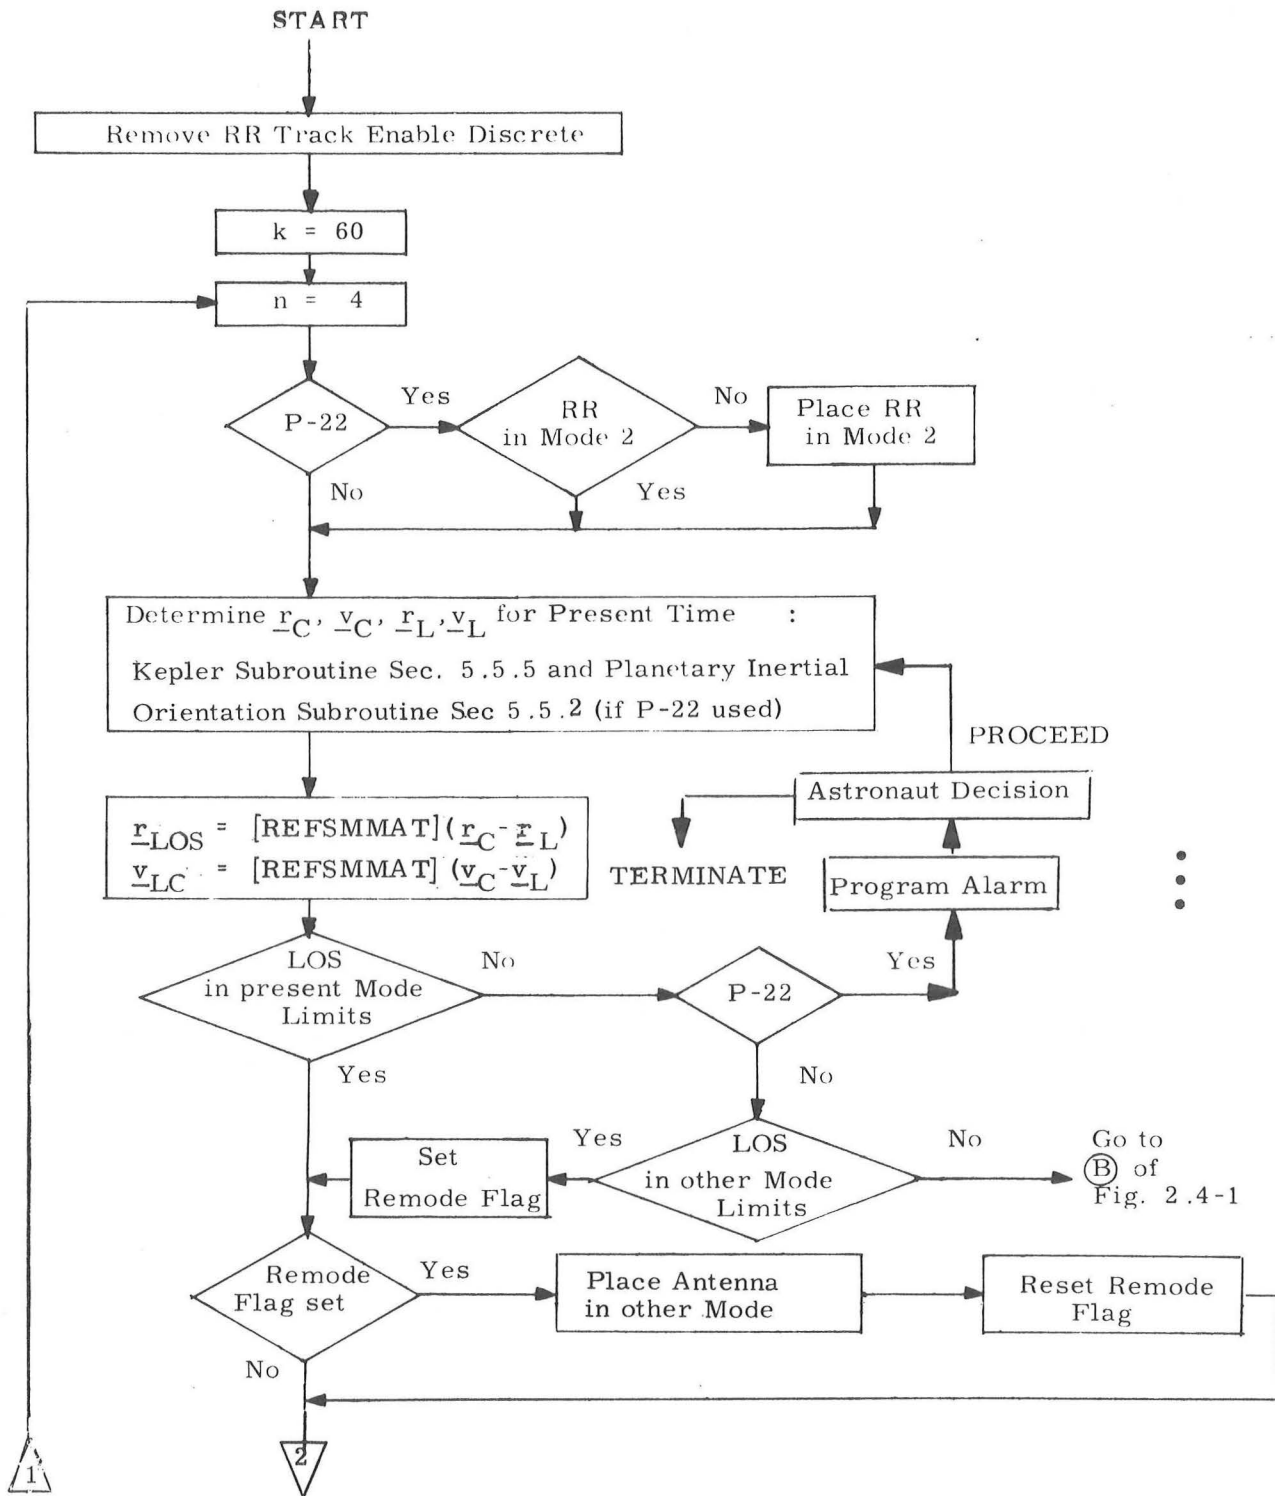 START
Remove RR Track Enable Discrete
k = 60
n = 4
P-22
Yes
RR
in Mode 2
No
Place RR
in Mode 2
No
Yes
Determine r_C, v_C, r_L, v_L for Present Time :
Kepler Subroutine Sec. 5.5.5 and Planetary Inertial
Orientation Subroutine Sec 5.5.2 (if P-22 used)
PROCEED
Astronaut Decision
TERMINATE
Program Alarm
r_LOS = [REFSMMAT](r_C-r_L)
v_LC = [REFSMMAT](v_C-v_L)
LOS
in present Mode
Limits
No
P-22
Yes
Yes
No
Set
Remode Flag
Yes
LOS
in other Mode
Limits
No
Go to
B of
Fig. 2.4-1
Remode
Flag set
Yes
Place Antenna
in other Mode
Reset Remode
Flag
No
1
2